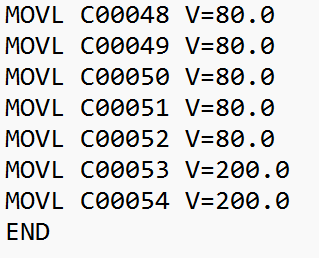 MOVL C00048 V=80.0
MOVL C00049 V=80.0
MOVL C00050 V=80.0
MOVL C00051 V=80.0
MOVL C00052 V=80.0
MOVL C00053 V=200.0
MOVL C00054 V=200.0
END